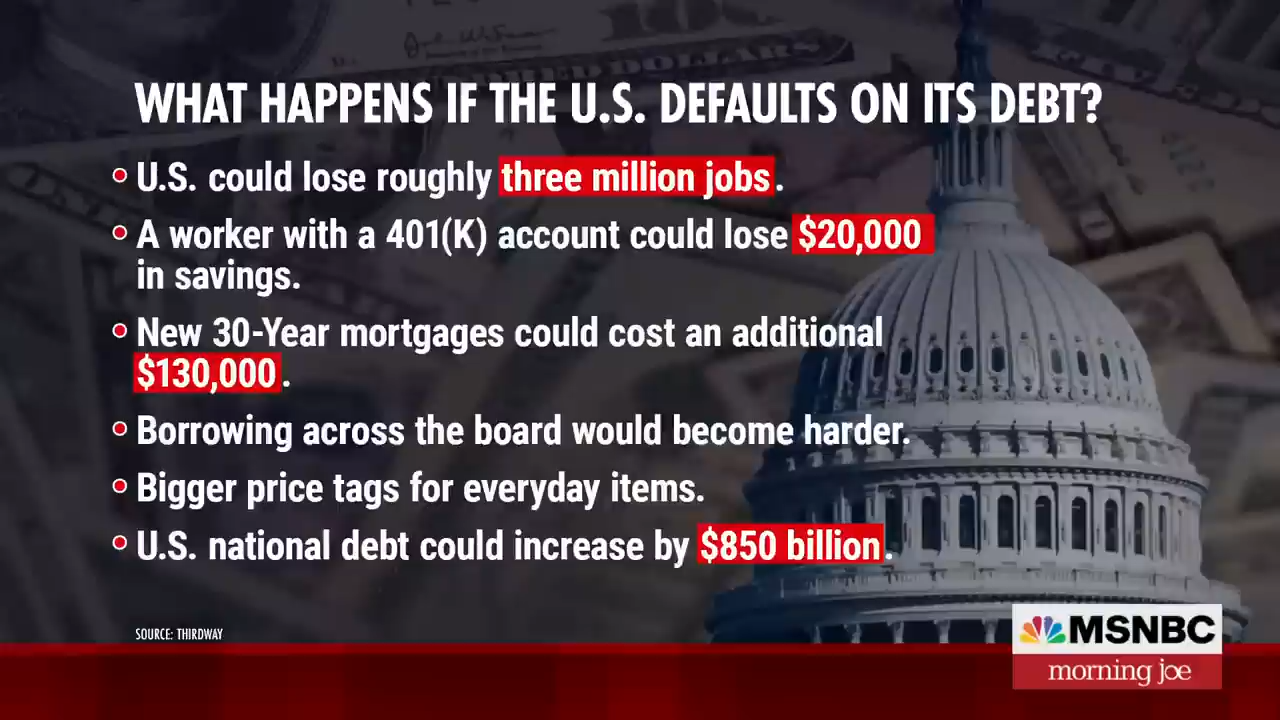 WHAT HAPPENS IF THE U.S. DEFAULTS ON ITS DEBT?
U.S. could lose roughly three million jobs.
A worker with a 401(K) account could lose $20,000
in savings.
New 30-Year mortgages could cost an additional
$130,000.
Borrowing across the board would become harder.
Bigger price tags for everyday items.
U.S. national debt could increase by $850 billion.
SOURCE: THIRDWAY
MSNBC
morning joe